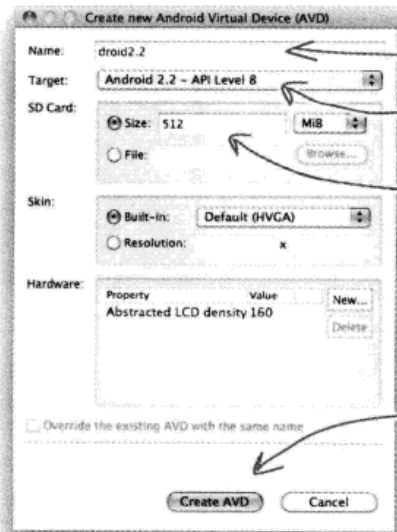 Create new Android Virtual Device (AVD)
Name: droid2.2
Target: Android 2.2 - API Level 8
SD Card:
Size: 512 MiB
File: Browse...
Skin:
Built-in: Default (HVGA)
Resolution: x
Hardware:
Property Value New...
Abstracted LCD density 160 Delete
Override the existing AVD with the same name
Create AVD Cancel